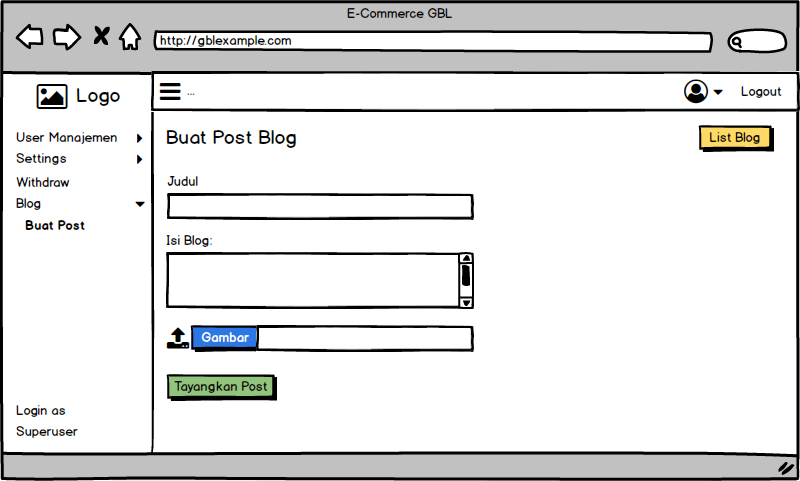 E-Commerce GBL
http://gblexample.com
Logo
...
Logout
User Manajemen
Settings
Withdraw
Blog
Buat Post
Login as
Superuser
Buat Post Blog
List Blog
Judul
Isi Blog:
Gambar
Tayangkan Post